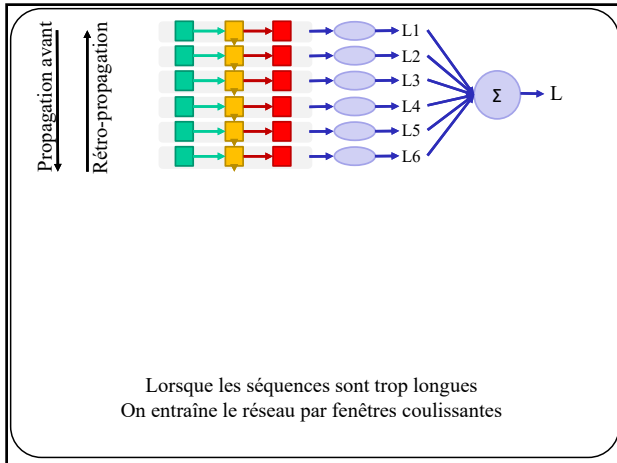 Propagation avant
Rétro-propagation
L1
L2
L3
L4
L5
L6
Σ
L
Lorsque les séquences sont trop longues
On entraîne le réseau par fenêtres coulissantes